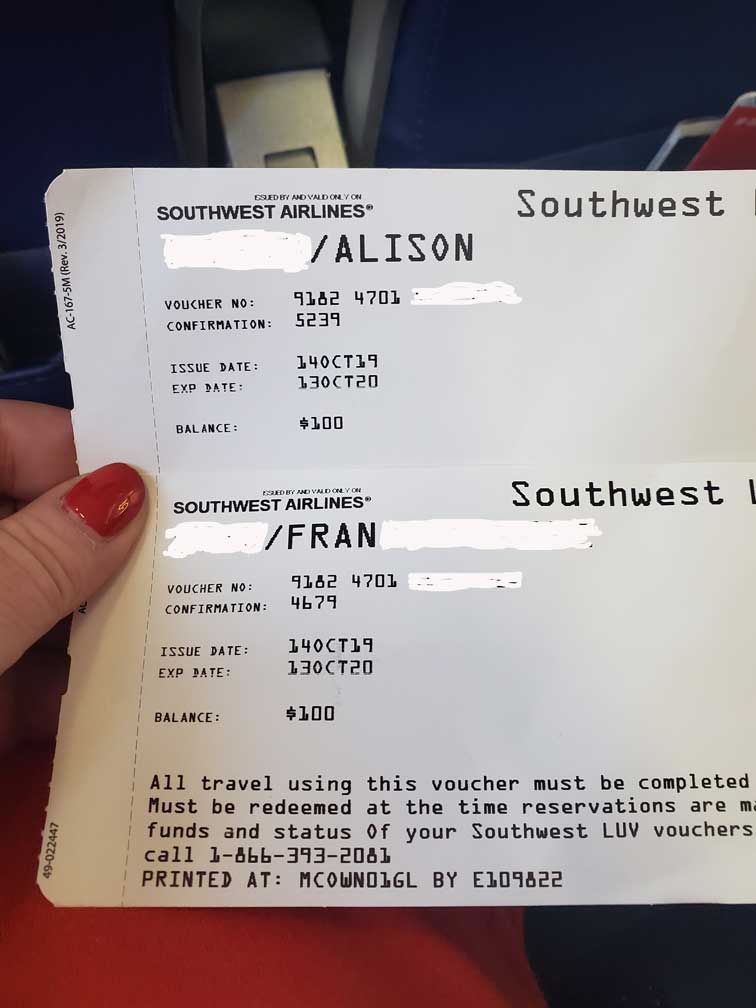 AC-167-5M (Rev. 3/2019)
ISSUED BY AND VALID ONLY ON
SOUTHWEST AIRLINES®
Southwest
/ALISON
VOUCHER NO: 9182 4701
CONFIRMATION: 5239
ISSUE DATE: 14OCT19
EXP DATE: 13OCT20
BALANCE: $100
ISSUED BY AND VALID ONLY ON
SOUTHWEST AIRLINES®
Southwest
/FRAN
VOUCHER NO: 9182 4701
CONFIRMATION: 4679
ISSUE DATE: 14OCT19
EXP DATE: 13OCT20
BALANCE: $100
All travel using this voucher must be completed
Must be redeemed at the time reservations are
funds and status Of your Southwest LUV vouchers
call 1-866-393-2081
PRINTED AT: MCOWN01GL BY E109822
49-022447